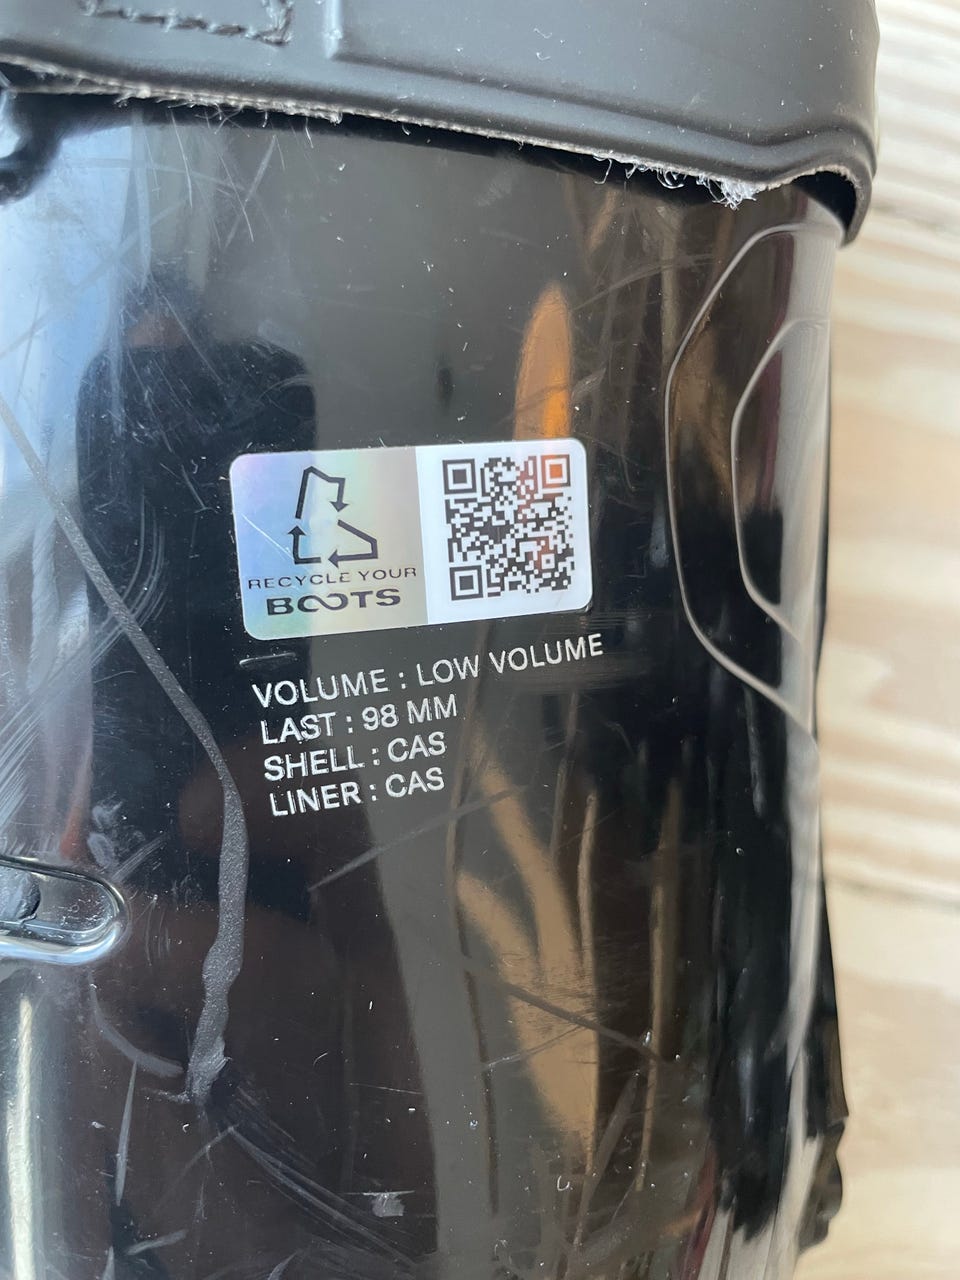 RECYCLE YOUR
BOOTS
VOLUME : LOW VOLUME
LAST : 98 MM
SHELL : CAS
LINER : CAS